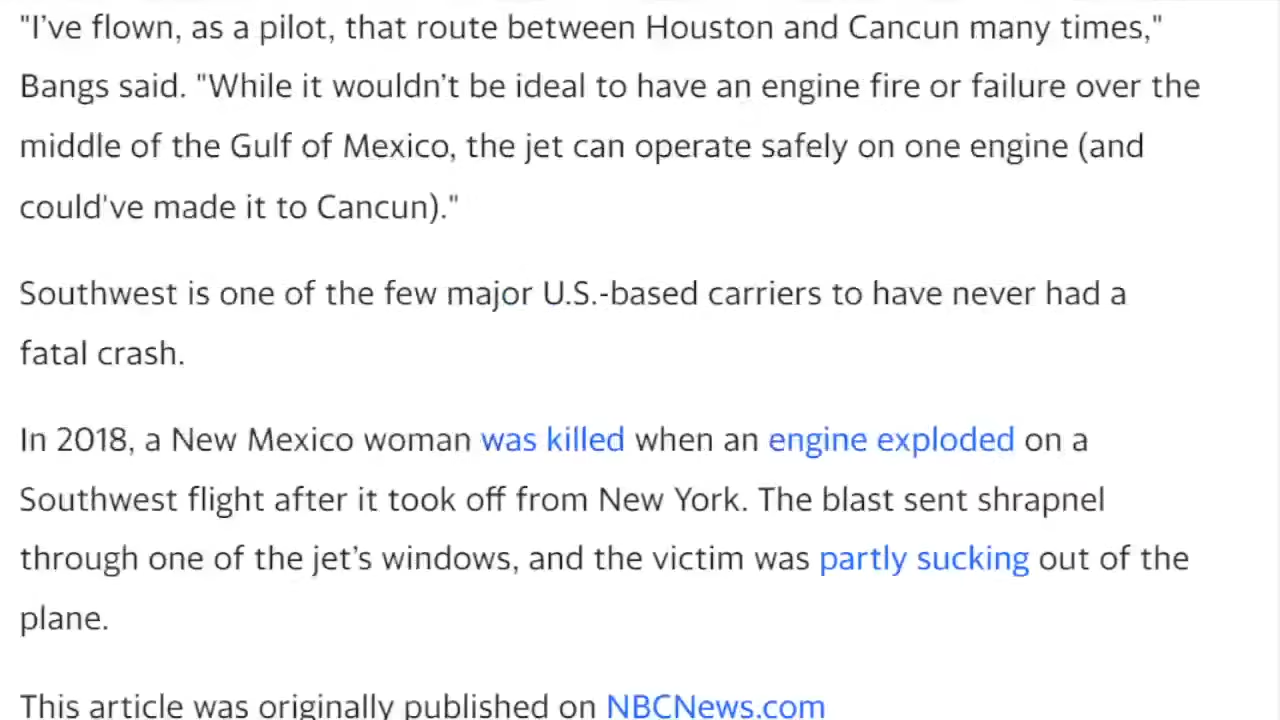 "I've flown, as a pilot, that route between Houston and Cancun many times,"
Bangs said. "While it wouldn't be ideal to have an engine fire or failure over the
middle of the Gulf of Mexico, the jet can operate safely on one engine (and
could've made it to Cancun)."
Southwest is one of the few major U.S.-based carriers to have never had a
fatal crash.
In 2018, a New Mexico woman was killed when an engine exploded on a
Southwest flight after it took off from New York. The blast sent shrapnel
through one of the jet's windows, and the victim was partly sucking out of the
plane.
This article was originally published on NBCNews.com